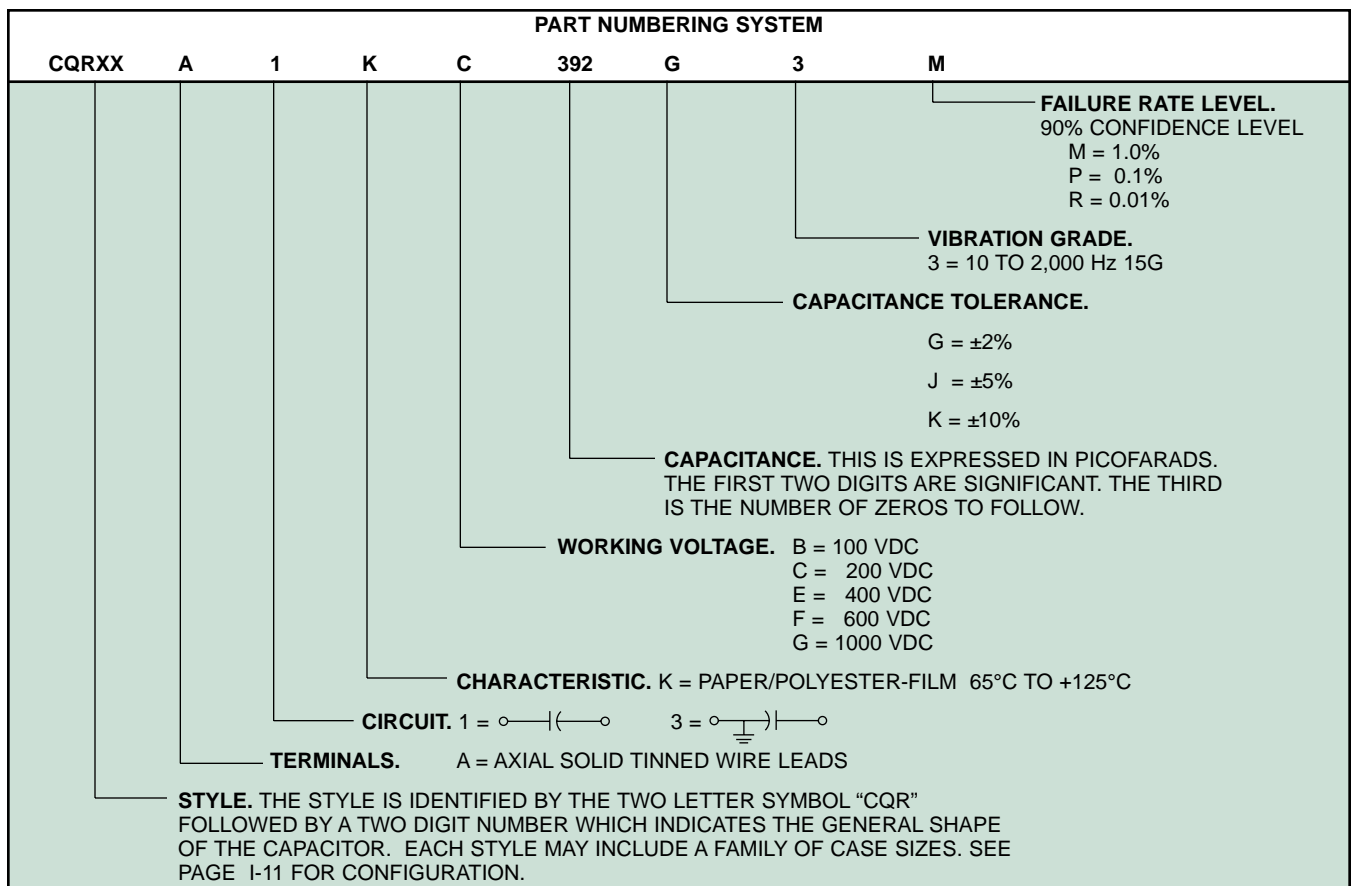 PART NUMBERING SYSTEM
CQRXX A 1 K C 392 G 3 M
FAILURE RATE LEVEL.
90% CONFIDENCE LEVEL
M = 1.0%
P = 0.1%
R = 0.01%
VIBRATION GRADE.
3 = 10 TO 2,000 Hz 15G
CAPACITANCE TOLERANCE.
G = ±2%
J = ±5%
K = ±10%
CAPACITANCE. THIS IS EXPRESSED IN PICOFARADS.
THE FIRST TWO DIGITS ARE SIGNIFICANT. THE THIRD
IS THE NUMBER OF ZEROS TO FOLLOW.
WORKING VOLTAGE. B = 100 VDC
C = 200 VDC
E = 400 VDC
F = 600 VDC
G = 1000 VDC
CHARACTERISTIC. K = PAPER/POLYESTER-FILM 65°C TO +125°C
CIRCUIT. 1 = 3 =
TERMINALS. A = AXIAL SOLID TINNED WIRE LEADS
STYLE. THE STYLE IS IDENTIFIED BY THE TWO LETTER SYMBOL “CQR”
FOLLOWED BY A TWO DIGIT NUMBER WHICH INDICATES THE GENERAL SHAPE
OF THE CAPACITOR. EACH STYLE MAY INCLUDE A FAMILY OF CASE SIZES. SEE
PAGE I-11 FOR CONFIGURATION.